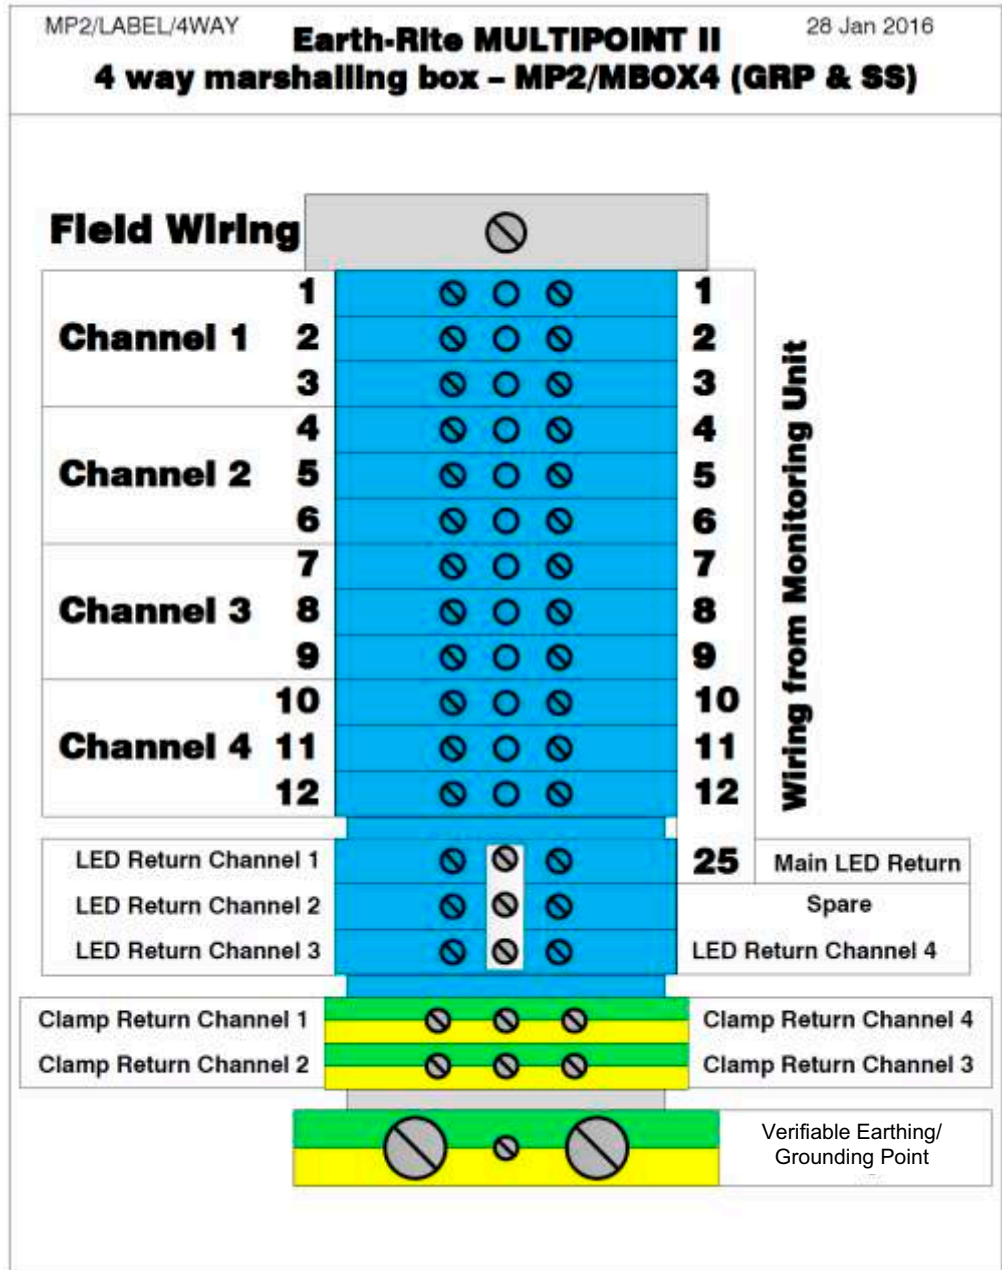 MP2/LABEL/4WAY
28 Jan 2016
Earth-Rite MULTIPOINT II
4 way marshalling box – MP2/MBOX4 (GRP & SS)
Field Wiring
Channel 1
1
2
3
Channel 2
4
5
6
Channel 3
7
8
9
Channel 4
10
11
12
1
2
3
4
5
6
7
8
9
10
11
12
Wiring from Monitoring Unit
LED Return Channel 1
25 Main LED Return
LED Return Channel 2
Spare
LED Return Channel 3
LED Return Channel 4
Clamp Return Channel 1
Clamp Return Channel 4
Clamp Return Channel 2
Clamp Return Channel 3
Verifiable Earthing/
Grounding Point